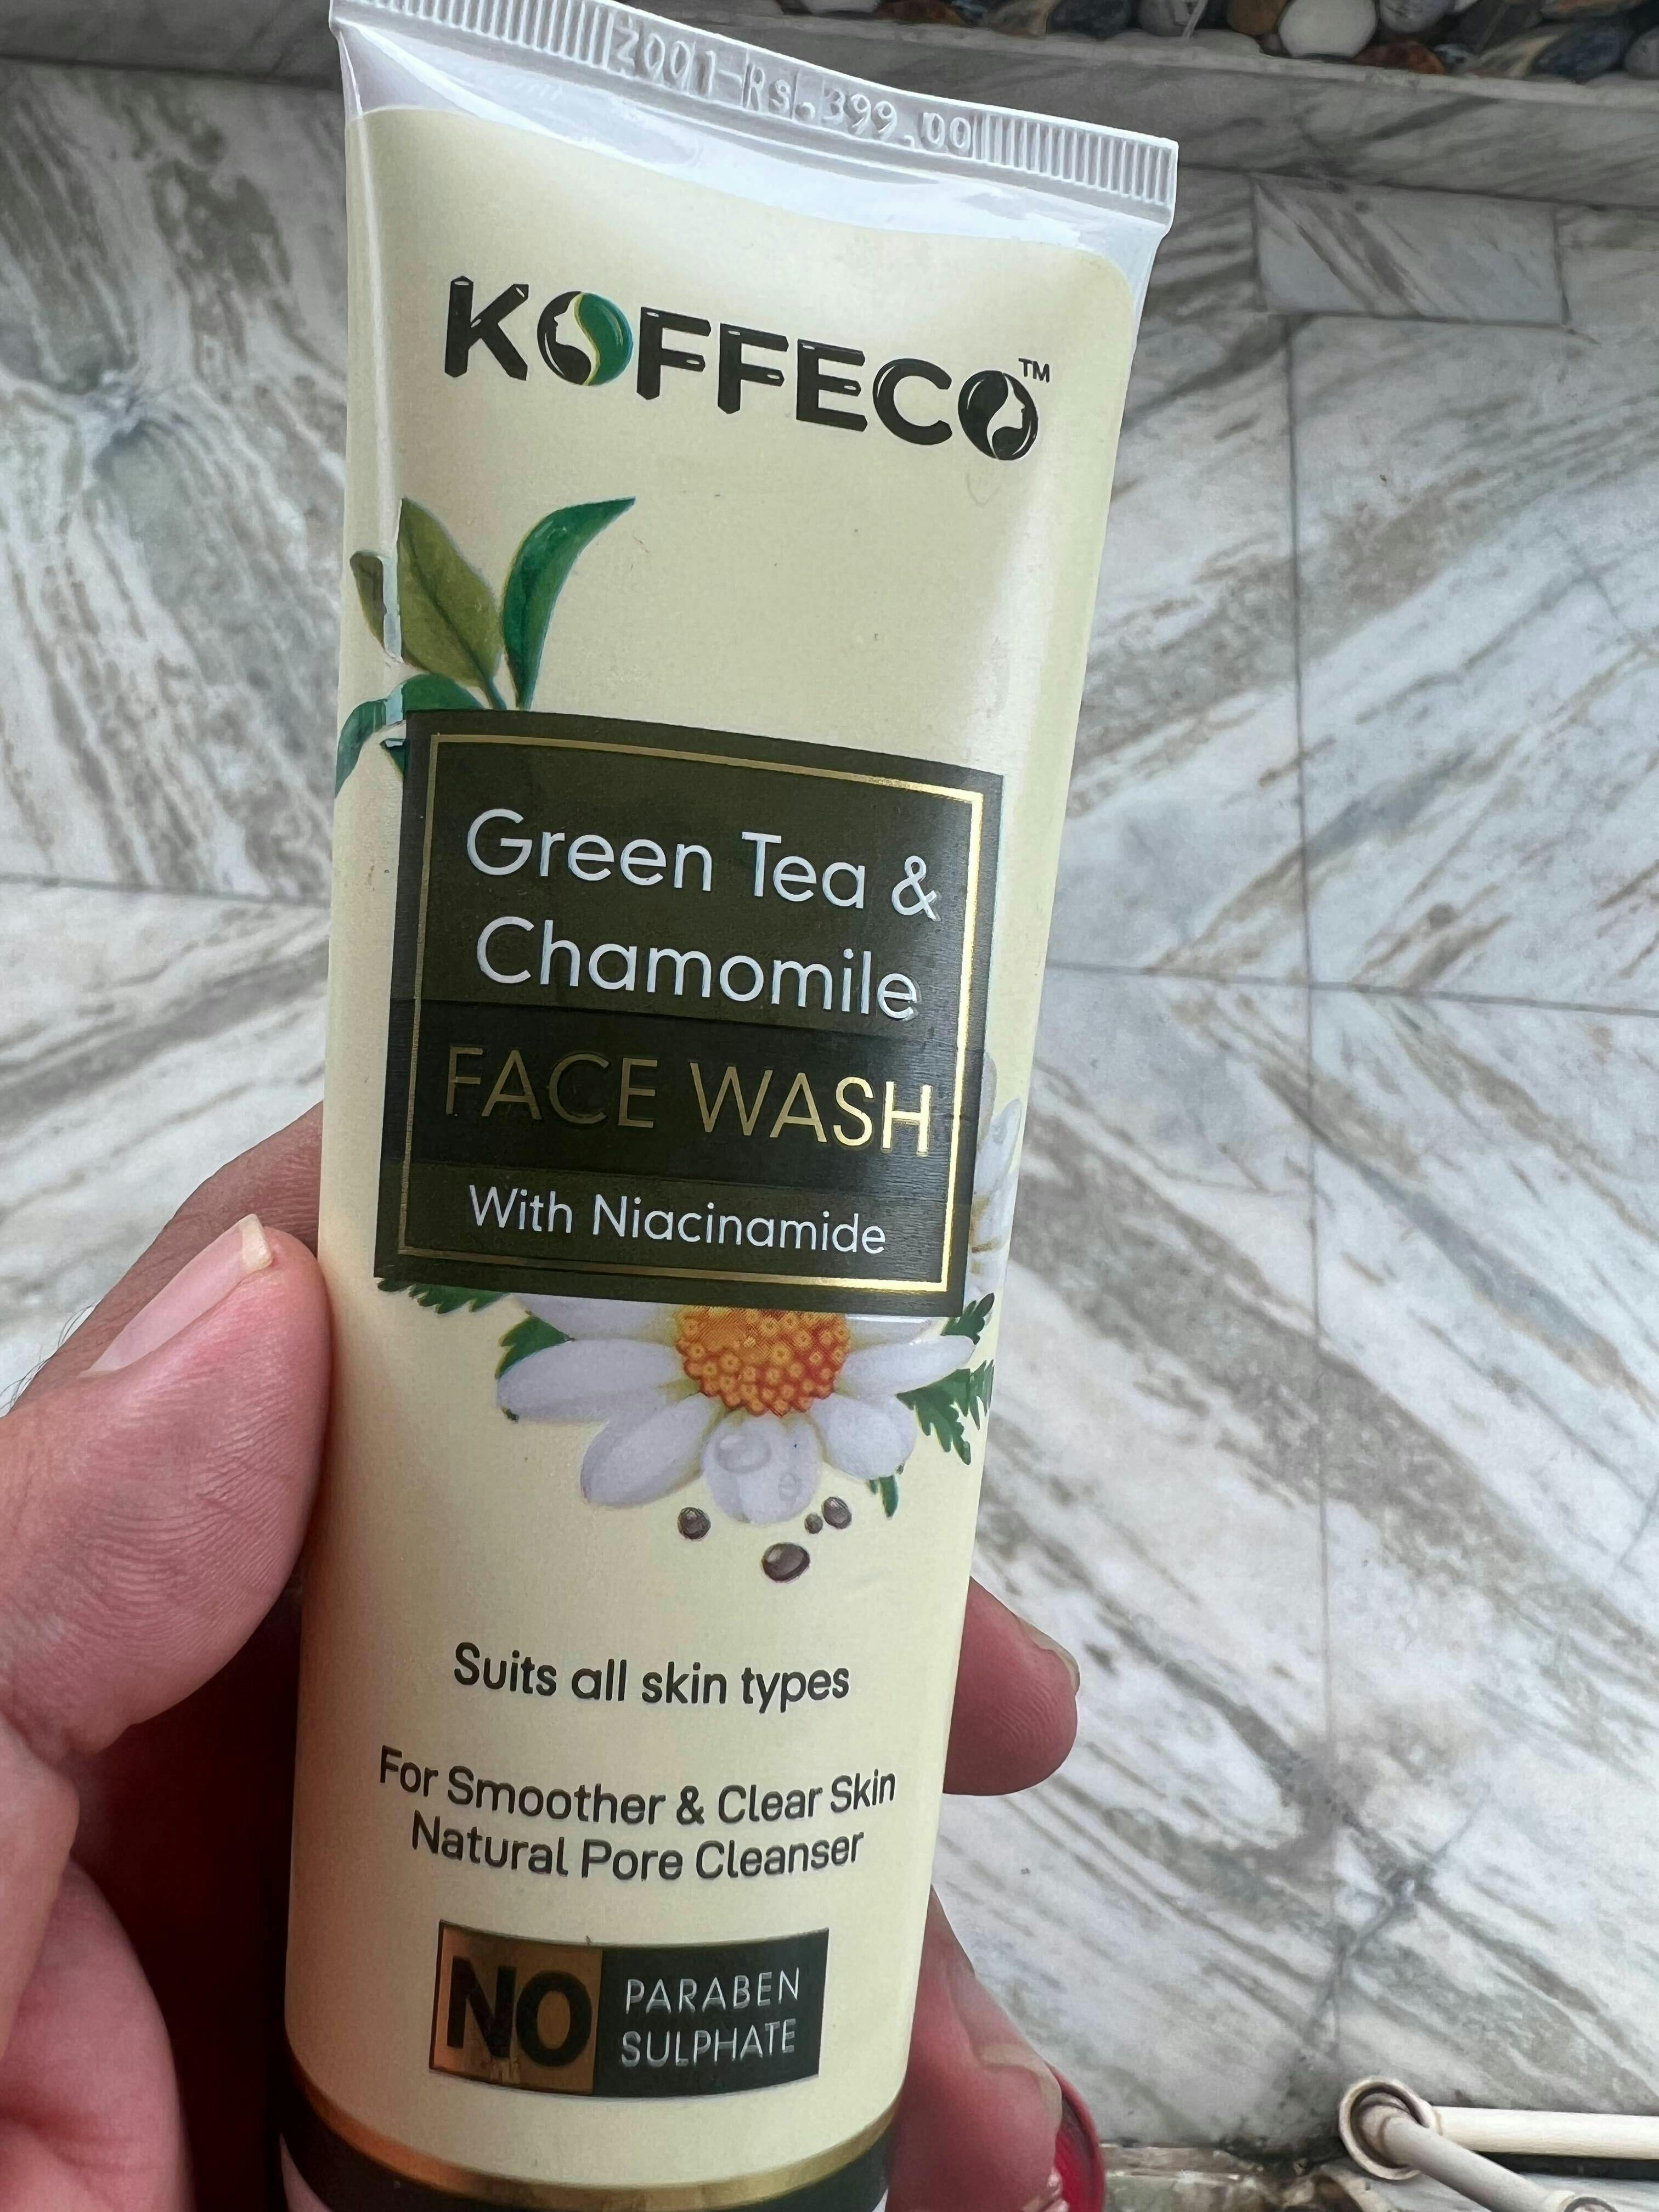 Z001 Rs.399.00
KOFFECO™
Green Tea &
Chamomile
FACE WASH
With Niacinamide
Suits all skin types
For Smoother & Clear Skin
Natural Pore Cleanser
NO PARABEN
SULPHATE